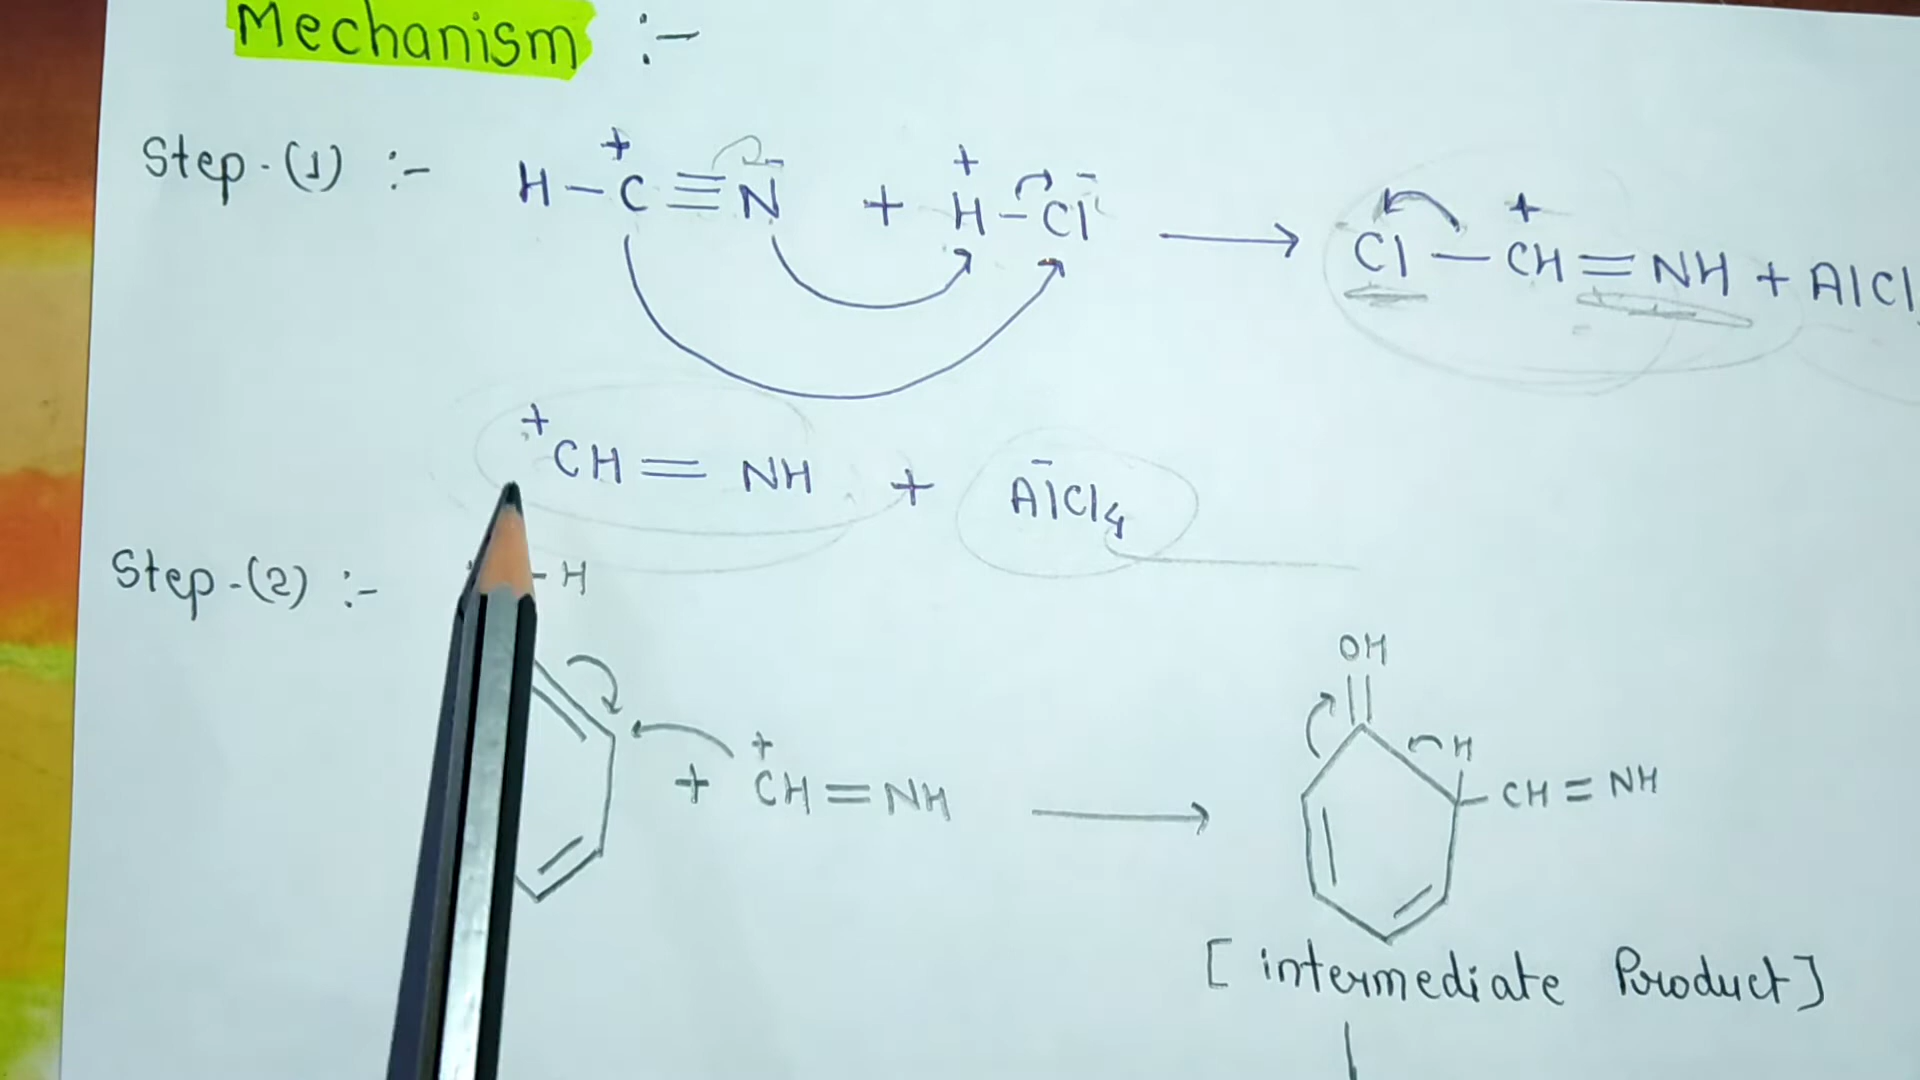 Mechanism :-
Step-(1) :- H–C⁺≡N⁻ + H⁺–Cl⁻ → Cl–CH⁺=NH + AlCl
⁺CH=NH + AlCl₄⁻
Step-(2) :- –H
+ ⁺CH=NH → OH H –CH=NH
[intermediate Product]